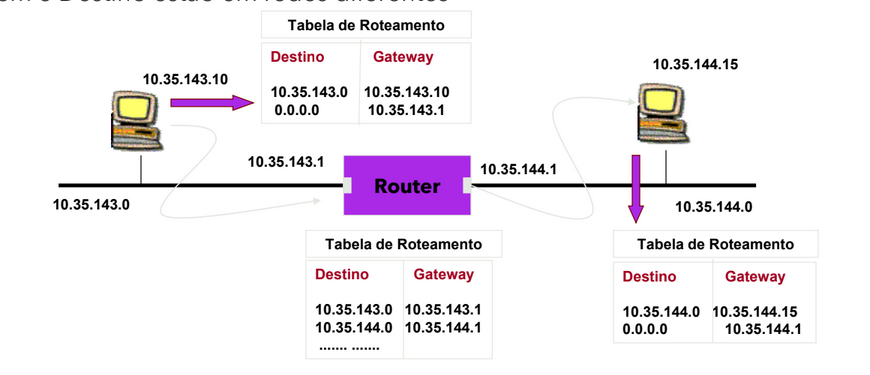 Destino estão em redes diferentes
Tabela de Roteamento
Destino Gateway
10.35.143.0 10.35.143.10
0.0.0.0 10.35.143.1
10.35.143.10
10.35.144.15
10.35.143.1
Router
10.35.144.1
10.35.143.0
10.35.144.0
Tabela de Roteamento
Destino Gateway
10.35.143.0 10.35.143.1
10.35.144.0 10.35.144.1
....... .......
Tabela de Roteamento
Destino Gateway
10.35.144.0 10.35.144.15
0.0.0.0 10.35.144.1